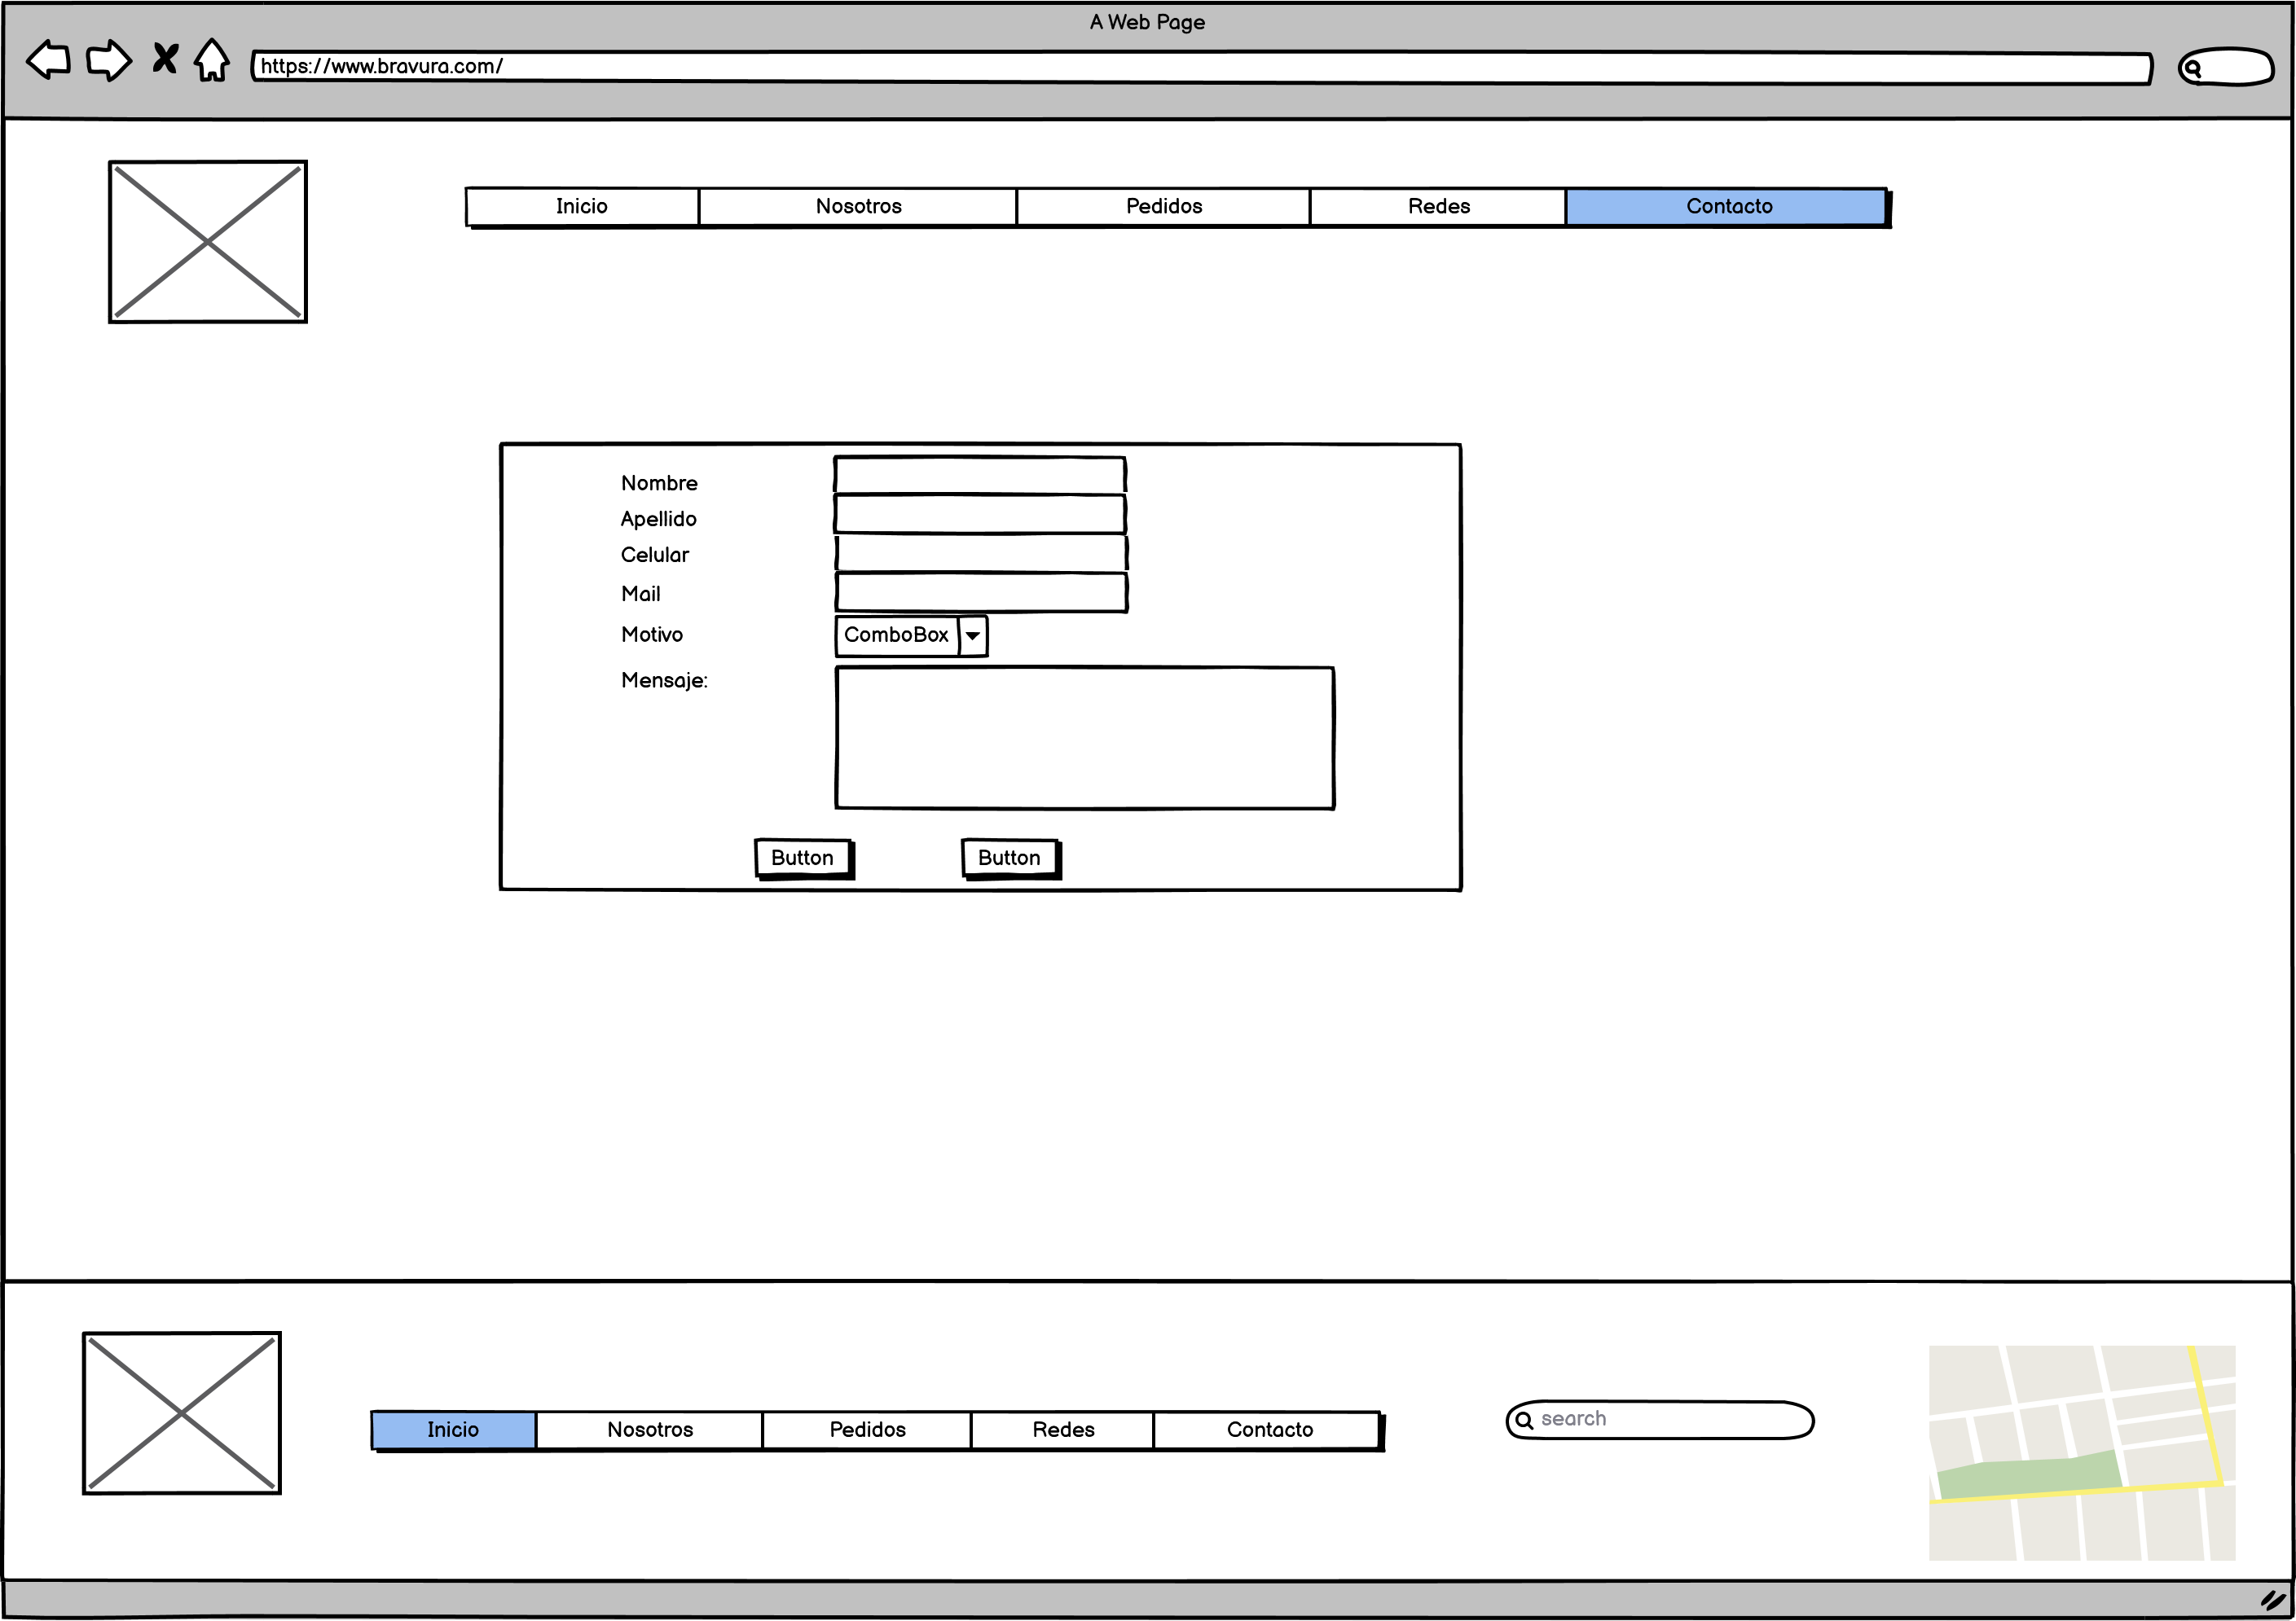 A Web Page
https://www.bravura.com/
Inicio Nosotros Pedidos Redes Contacto
Nombre
Apellido
Celular
Mail
Motivo ComboBox
Mensaje:
Button Button
Inicio Nosotros Pedidos Redes Contacto search